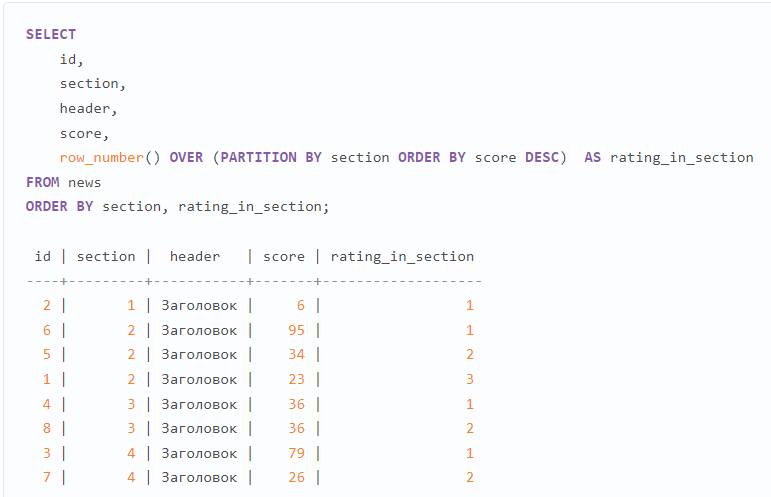 SELECT
    id,
    section,
    header,
    score,
    row_number() OVER (PARTITION BY section ORDER BY score DESC)  AS rating_in_section
FROM news
ORDER BY section, rating_in_section;

 id | section |  header   | score | rating_in_section
----+---------+-----------+-------+-------------------
  2 |       1 | Заголовок |     6 |                 1
  6 |       2 | Заголовок |    95 |                 1
  5 |       2 | Заголовок |    34 |                 2
  1 |       2 | Заголовок |    23 |                 3
  4 |       3 | Заголовок |    36 |                 1
  8 |       3 | Заголовок |    36 |                 2
  3 |       4 | Заголовок |    79 |                 1
  7 |       4 | Заголовок |    26 |                 2